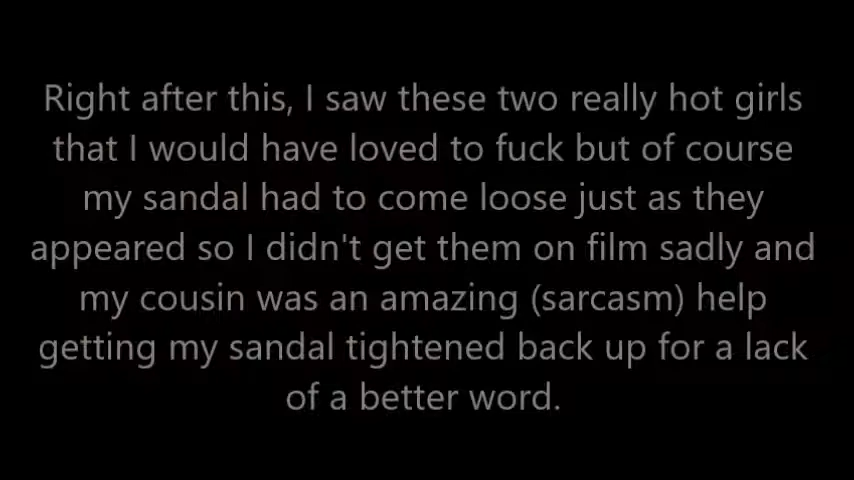 Right after this, I saw these two really hot girls
that I would have loved to fuck but of course
my sandal had to come loose just as they
appeared so I didn't get them on film sadly and
my cousin was an amazing (sarcasm) help
getting my sandal tightened back up for a lack
of a better word.